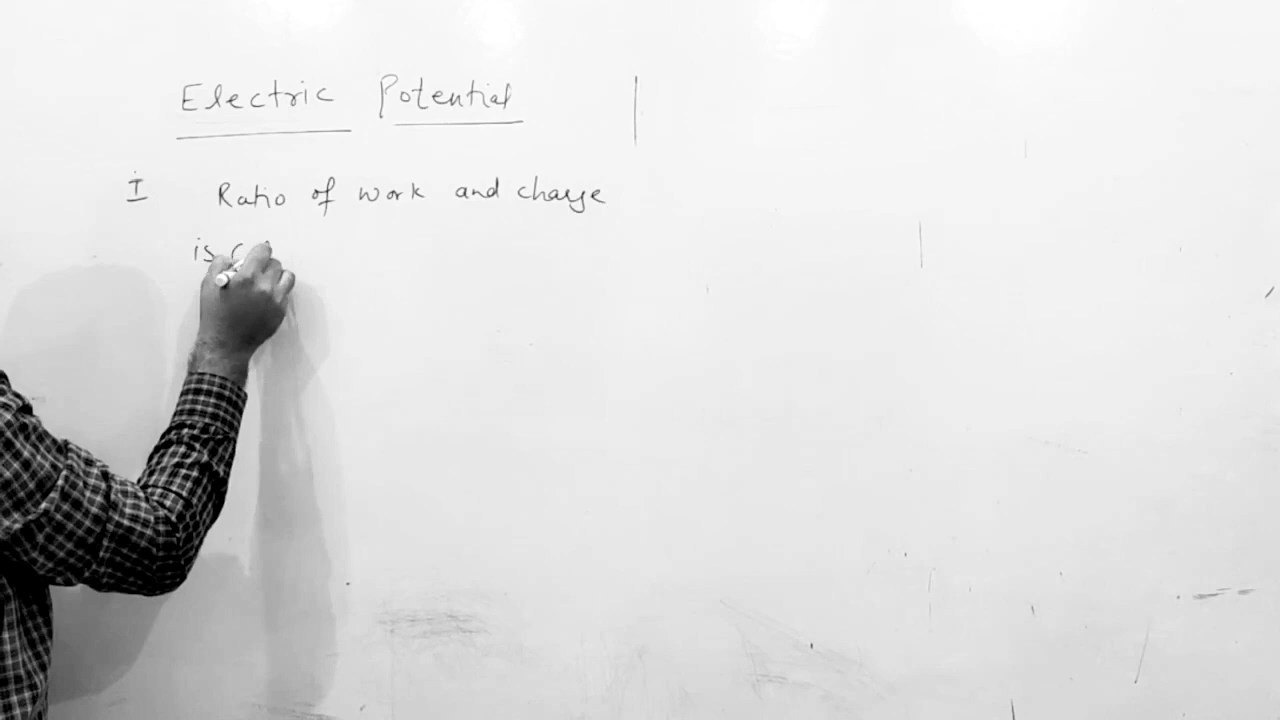 Electric Potential
I Ratio of work and charge
is